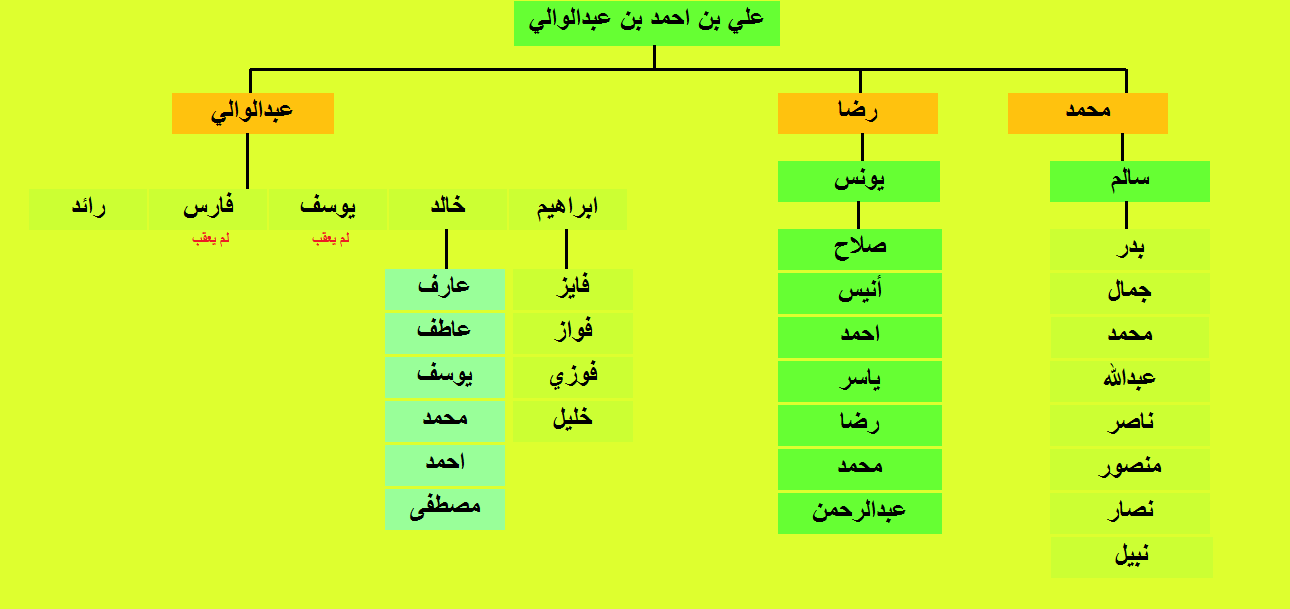 علي بن احمد بن عبدالوالي
محمد
رضا
عبدالوالي
سالم
يونس
ابراهيم
خالد
يوسف
فارس
رائد
لم يعقب
لم يعقب
بدر
جمال
محمد
عبدالله
ناصر
منصور
نصار
نبيل
صلاح
أنيس
احمد
ياسر
رضا
محمد
عبدالرحمن
فايز
فواز
فوزي
خليل
عارف
عاطف
يوسف
محمد
احمد
مصطفى